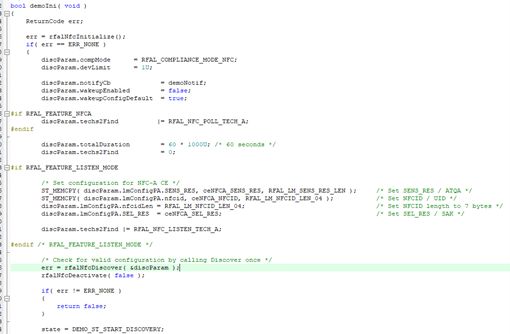 bool demoIni( void )
{
ReturnCode err;
err = rfalNfcInitialize();
if( err == ERR_NONE )
{
discParam.compMode = RFAL_COMPLIANCE_MODE_NFC;
discParam.devLimit = 1U;
discParam.notifyCb = demoNotif;
discParam.wakeupEnabled = false;
discParam.wakeupConfigDefault = true;
#if RFAL_FEATURE_NFCA
discParam.techs2Find |= RFAL_NFC_POLL_TECH_A;
#endif
discParam.totalDuration = 60 * 1000U; /* 60 seconds */
discParam.techs2Find = 0;
#if RFAL_FEATURE_LISTEN_MODE
/* Set configuration for NFC-A CE */
ST_MEMCPY( discParam.lmConfigPA.SENS_RES, ceNFCA_SENS_RES, RFAL_LM_SENS_RES_LEN ); /* Set SENS_RES / ATQA */
ST_MEMCPY( discParam.lmConfigPA.nfcid, ceNFCA_NFCID, RFAL_LM_NFCID_LEN_04 ); /* Set NFCID / UID */
discParam.lmConfigPA.nfcidLen = RFAL_LM_NFCID_LEN_04; /* Set NFCID length to 7 bytes */
discParam.lmConfigPA.SEL_RES = ceNFCA_SEL_RES; /* Set SEL_RES / SAK */
discParam.techs2Find |= RFAL_NFC_LISTEN_TECH_A;
#endif /* RFAL_FEATURE_LISTEN_MODE */
/* Check for valid configuration by calling Discover once */
err = rfalNfcDiscover( &discParam );
rfalNfcDeactivate( false );
if( err != ERR_NONE )
{
return false;
}
state = DEMO_ST_START_DISCOVERY;